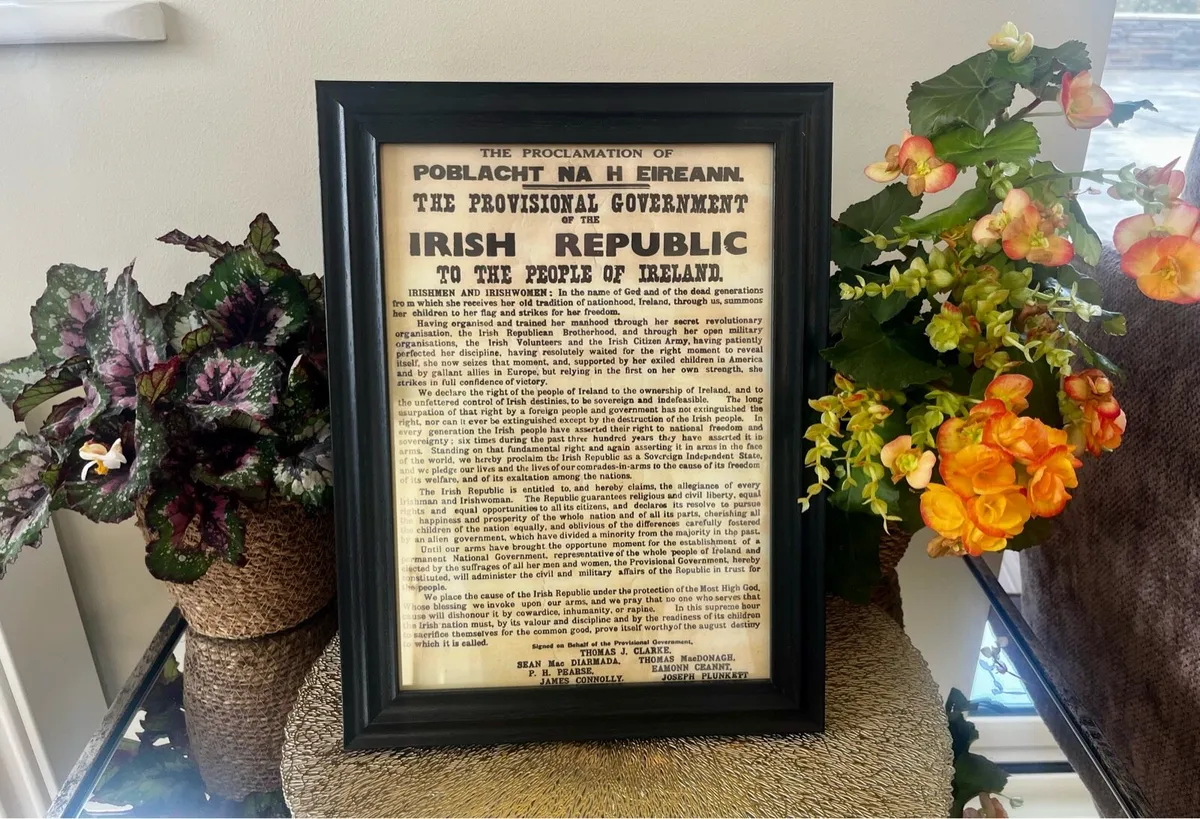 THE PROCLAMATION OF
POBLACHT NA H EIREANN.
THE PROVISIONAL GOVERNMENT
OF THE
IRISH REPUBLIC
TO THE PEOPLE OF IRELAND.
IRISHMEN AND IRISHWOMEN : In the name of God and of the dead generations
from which she receives her old tradition of nationhood, Ireland, through us, summons
her children to her flag and strikes for her freedom.
Having organised and trained her manhood through her secret revolutionary
organisation, the Irish Republican Brotherhood, and through her open military
organisations, the Irish Volunteers and the Irish Citizen Army, having patiently
perfected her discipline, having resolutely waited for the right moment to reveal
itself, she now seizes that moment, and, supported by her exiled children in America
and by gallant allies in Europe, but relying in the first on her own strength, she
strikes in full confidence of victory.
We declare the right of the people of Ireland to the ownership of Ireland, and to
the unfettered control of Irish destinies, to be sovereign and indefeasible. The long
usurpation of that right by a foreign people and government has not extinguished the
right, nor can it ever be extinguished except by the destruction of the Irish people. In
every generation the Irish people have asserted their right to national freedom and
sovereignty ; six times during the past three hundred years they have asserted it in
arms. Standing on that fundamental right and again asserting it in arms in the face
of the world, we hereby proclaim the Irish Republic as a Sovereign Independent State,
and we pledge our lives and the lives of our comrades-in-arms to the cause of its freedom
of its welfare, and of its exaltation among the nations.
The Irish Republic is entitled to, and hereby claims, the allegiance of every
Irishman and Irishwoman. The Republic guarantees religious and civil liberty, equal
rights and equal opportunities to all its citizens, and declares its resolve to pursue
happiness and prosperity of the whole nation and of all its parts, cherishing all
children of the nation equally, and oblivious of the differences carefully fostered
an alien government, which have divided a minority from the majority in the past.
Until our arms have brought the opportune moment for the establishment of a
permanent National Government, representative of the whole people of Ireland and
elected by the suffrages of all her men and women, the Provisional Government, hereby
constituted, will administer the civil and military affairs of the Republic in trust for
the people.
We place the cause of the Irish Republic under the protection of the Most High God,
whose blessing we invoke upon our arms, and we pray that no one who serves that
cause will dishonour it by cowardice, inhumanity, or rapine. In this supreme hour
the Irish nation must, by its valour and discipline and by the readiness of its children
to sacrifice themselves for the common good, prove itself worthy of the august destiny
to which it is called.
Signed on Behalf of the Provisional Government,
THOMAS J. CLARKE,
SEAN Mac DIARMADA, THOMAS MacDONAGH,
P. H. PEARSE, EAMONN CEANNT,
JAMES CONNOLLY. JOSEPH PLUNKETT